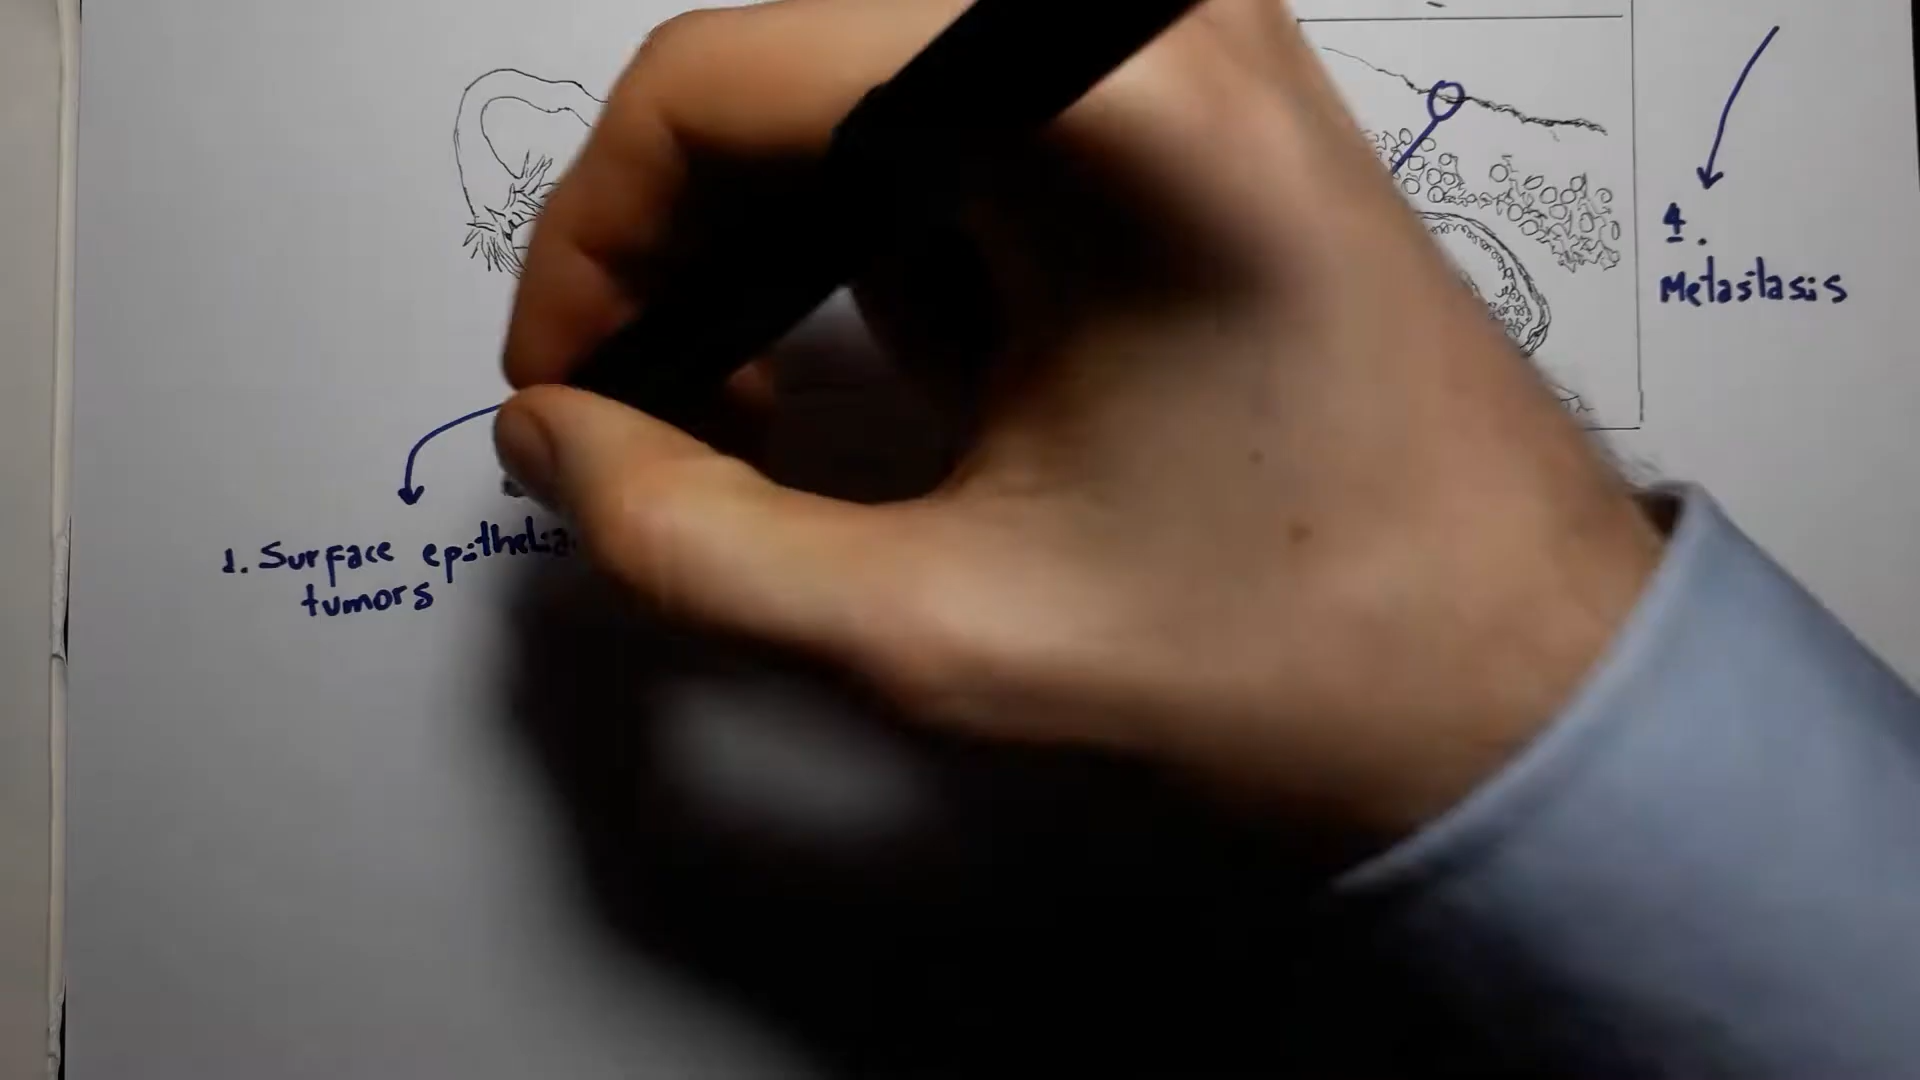 4.
Metastasis
1. Surface epithelia
tumors